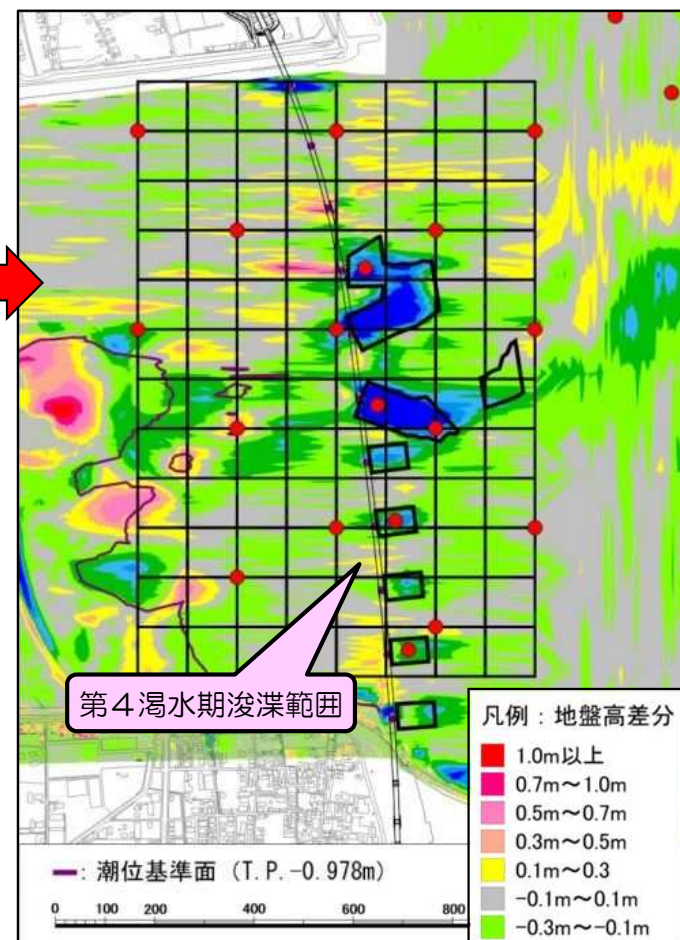 第4渇水期浚渫範囲
凡例：地盤高差分
1.0m以上
0.7m～1.0m
0.5m～0.7m
0.3m～0.5m
0.1m～0.3
-0.1m～0.1m
-0.3m～-0.1m
: 潮位基準面 (T.P.-0.978m)
0 100 200 400 600 800